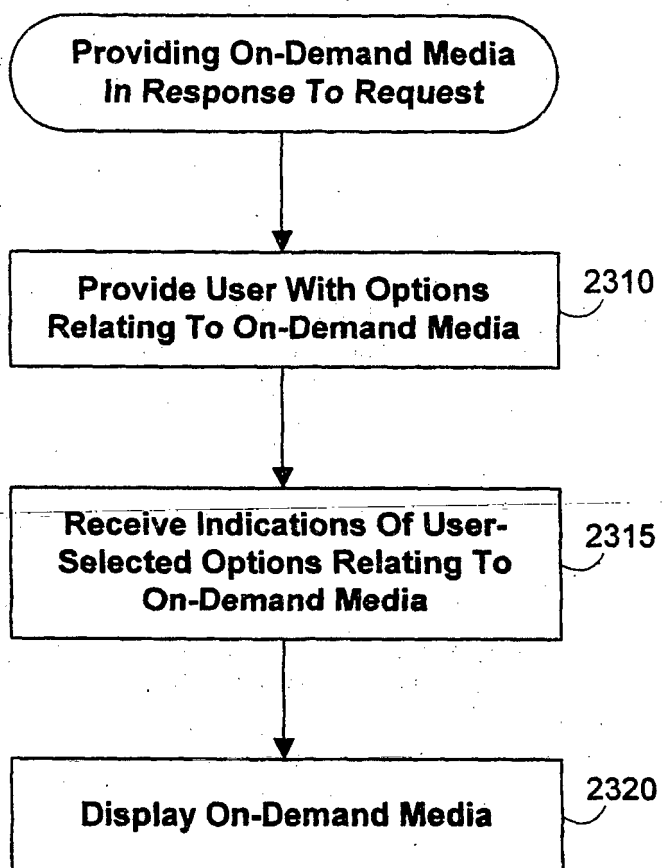 Providing On-Demand Media
In Response To Request
Provide User With Options
Relating To On-Demand Media
2310
Receive Indications Of User-
Selected Options Relating To
On-Demand Media
2315
Display On-Demand Media
2320